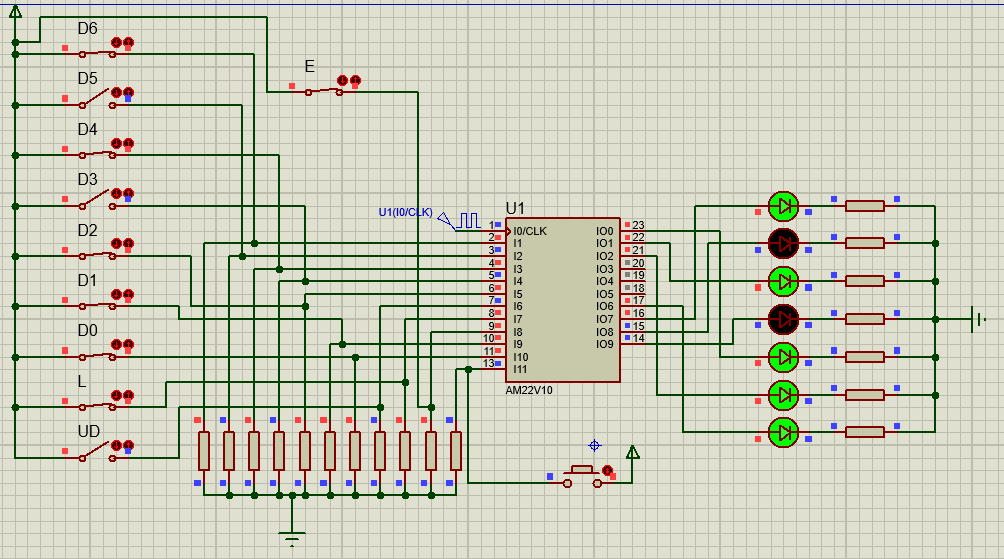 D6
D5
D4
D3
D2
D1
D0
L
UD
E
U1(I0/CLK)
U1
1 I0/CLK IO0 23
2 I1 IO1 22
3 I2 IO2 21
4 I3 IO3 20
5 I4 IO4 19
6 I5 IO5 18
7 I6 IO6 17
8 I7 IO7 16
9 I8 IO8 15
10 I9 IO9 14
11 I10
13 I11
AM22V10